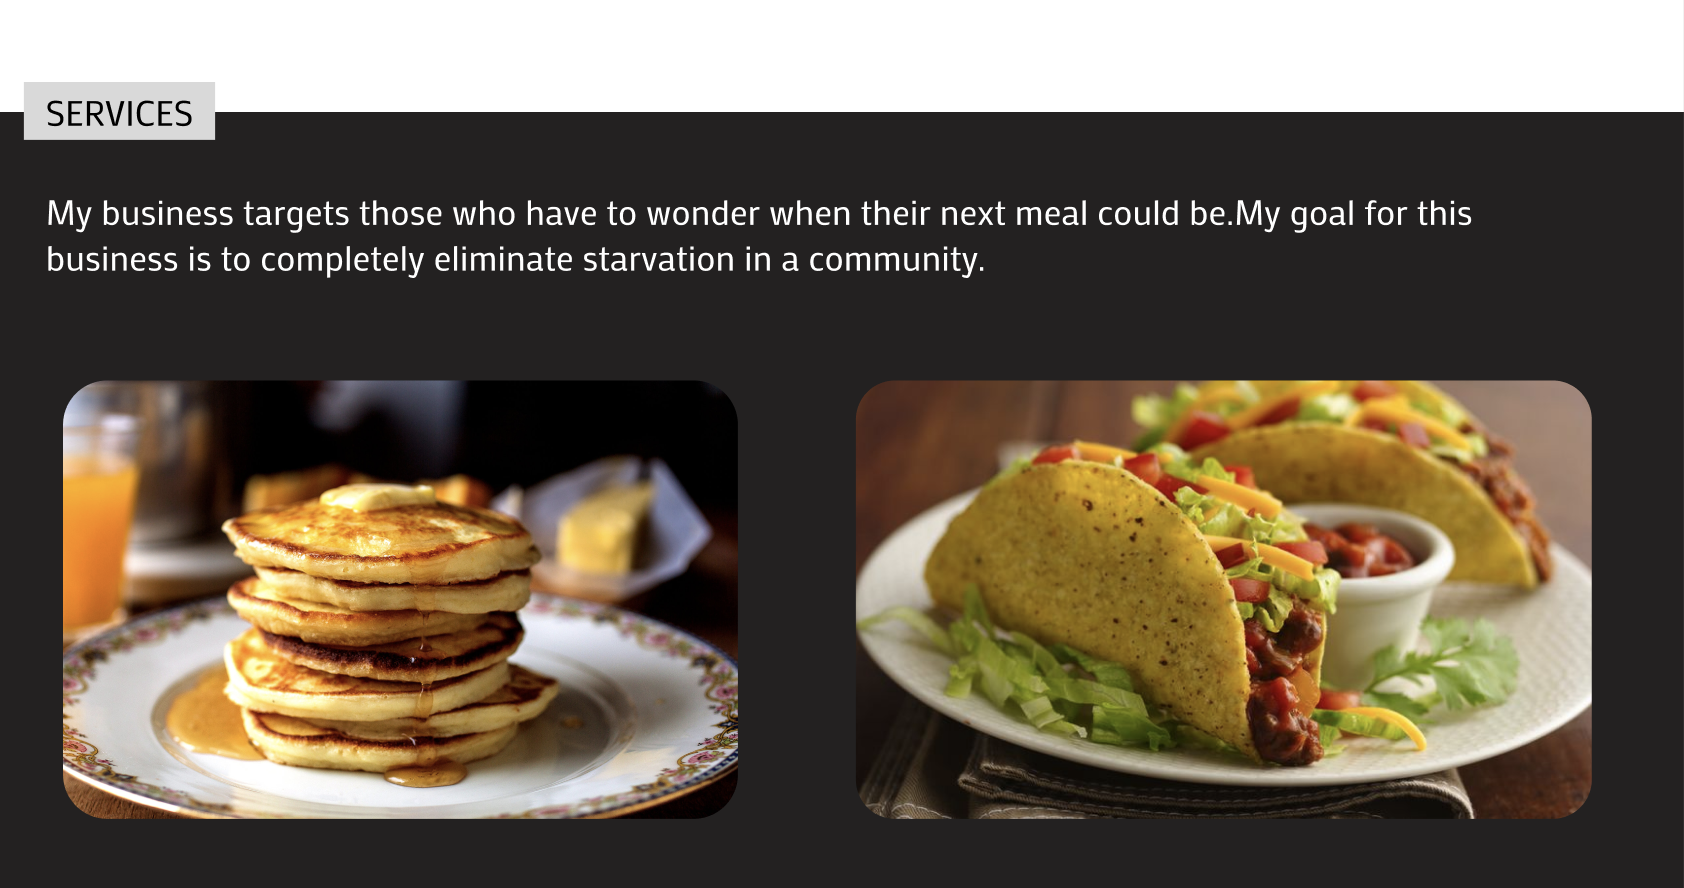 SERVICES
My business targets those who have to wonder when their next meal could be.My goal for this
business is to completely eliminate starvation in a community.